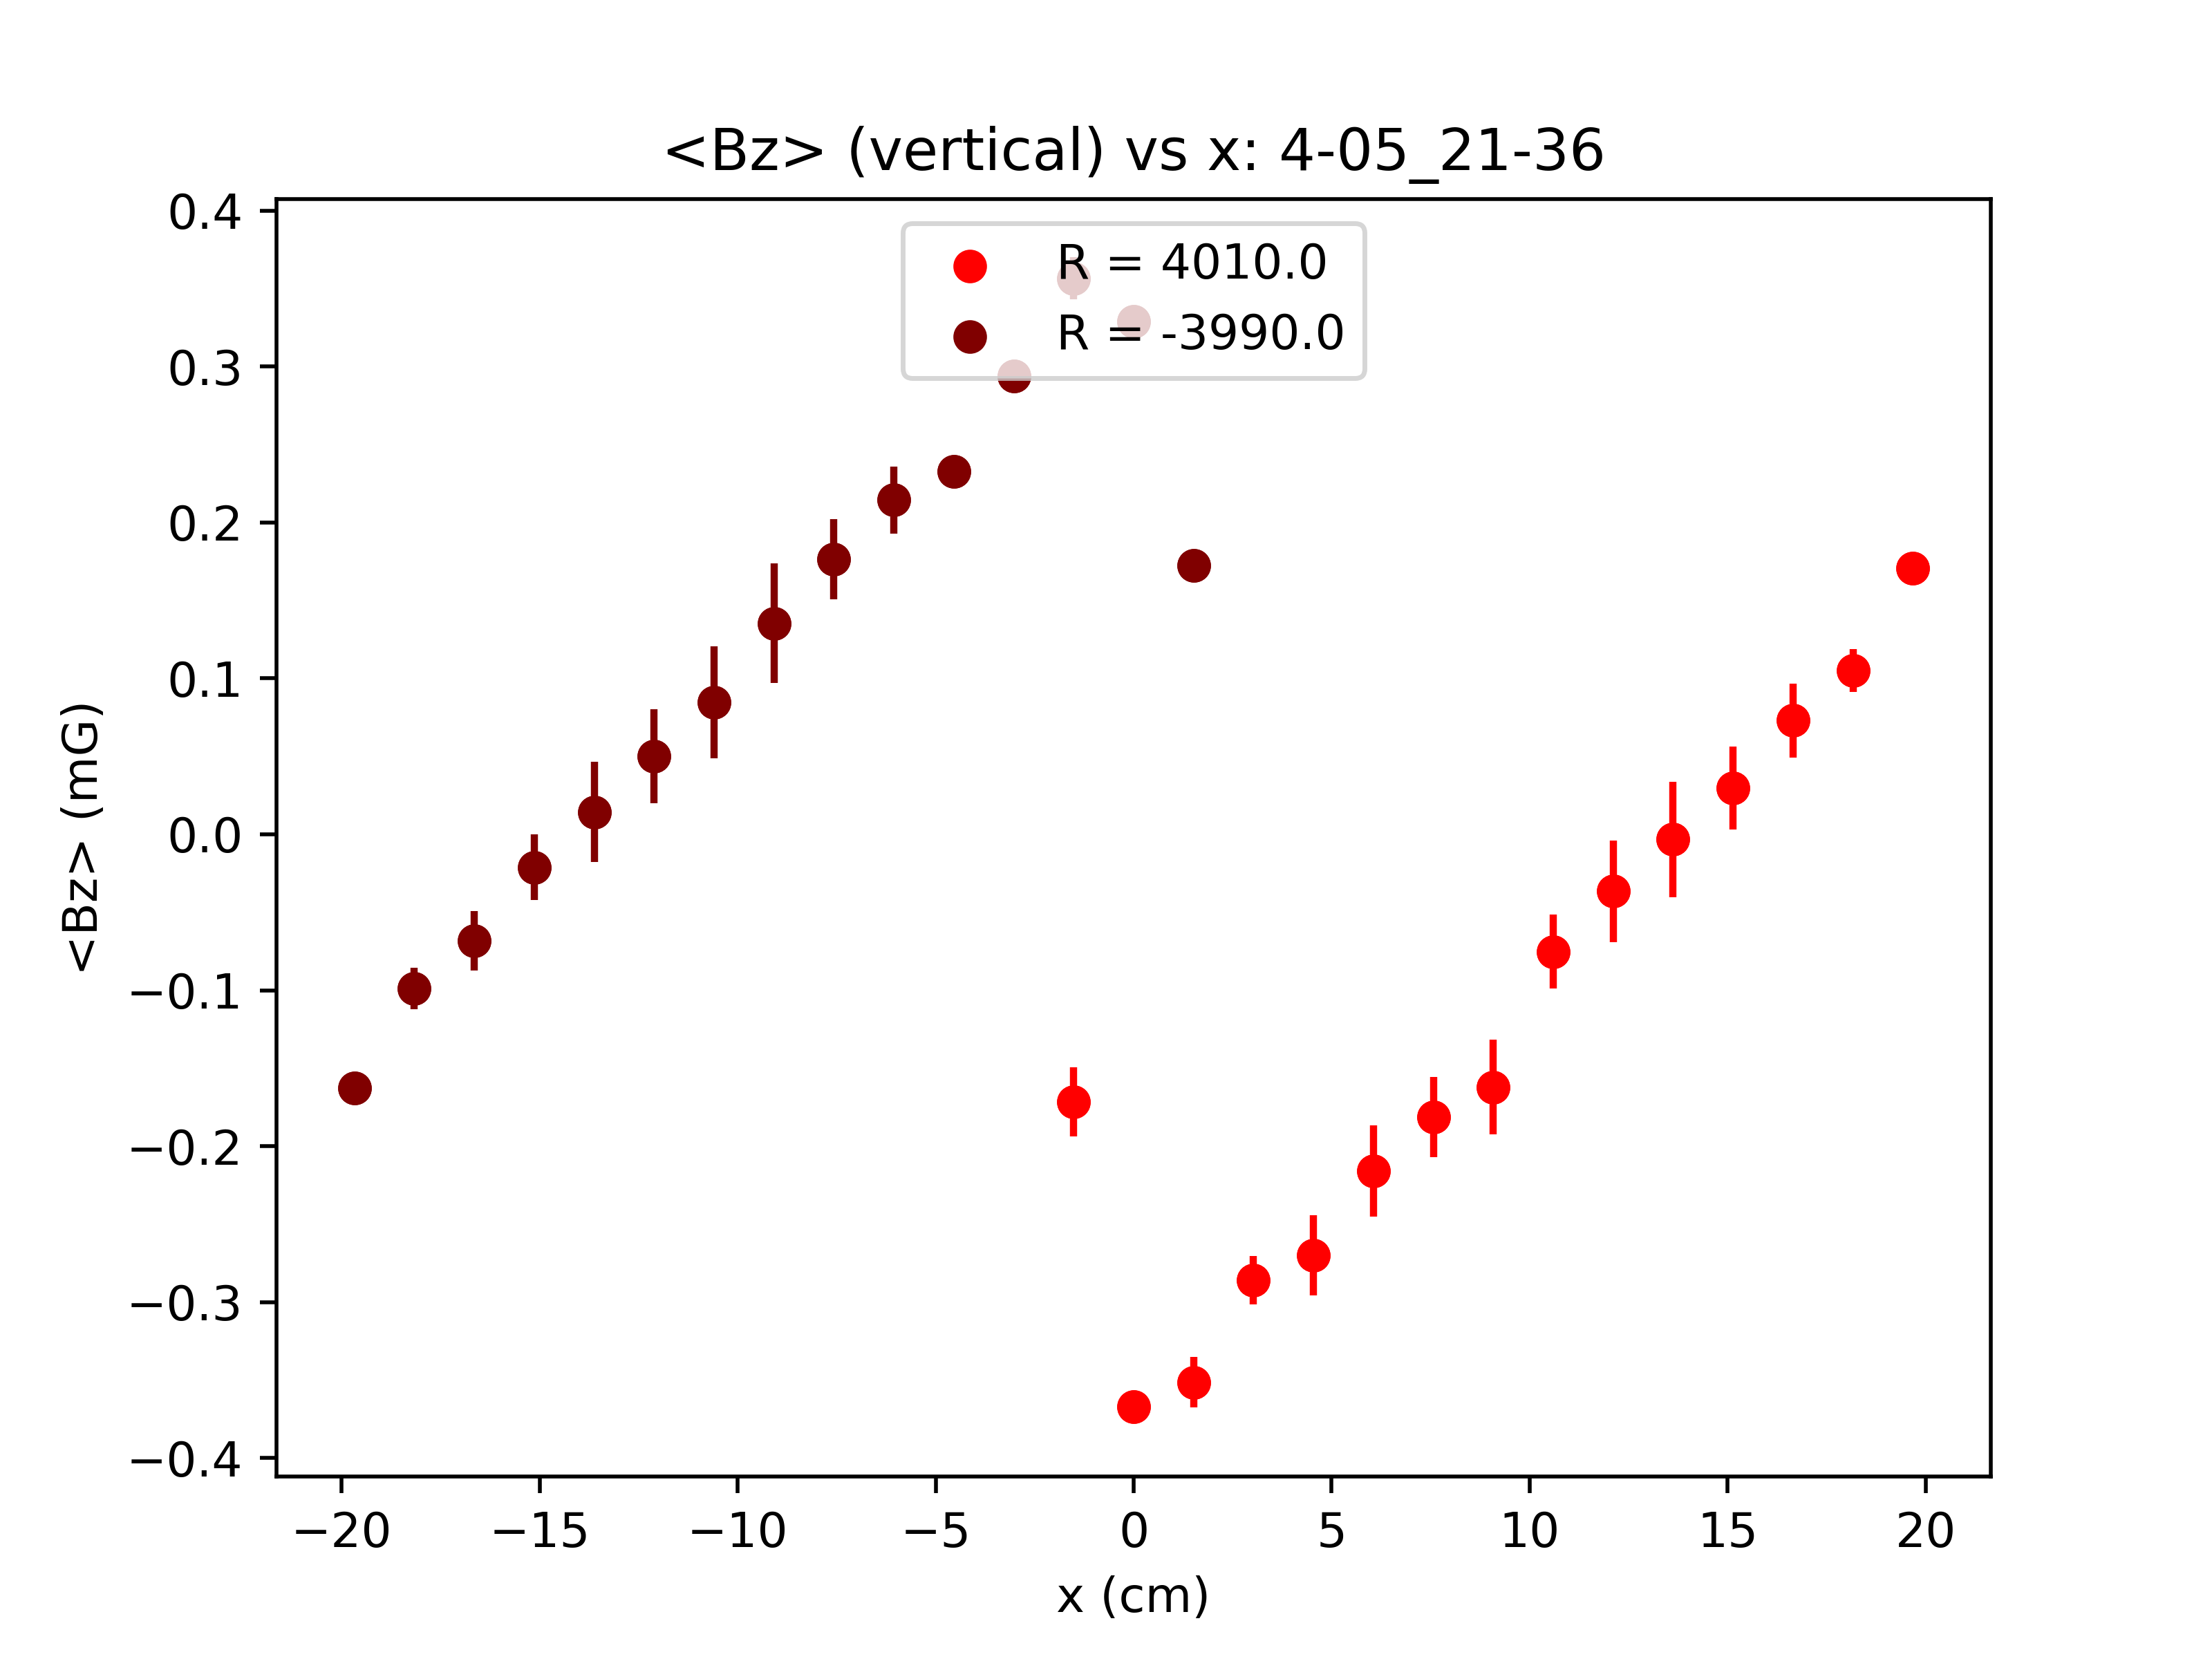 <Bz> (vertical) vs x: 4-05_21-36
R = 4010.0
R = -3990.0
0.4
0.3
0.2
0.1
0.0
−0.1
−0.2
−0.3
−0.4
<Bz> (mG)
−20 −15 −10 −5 0 5 10 15 20
x (cm)